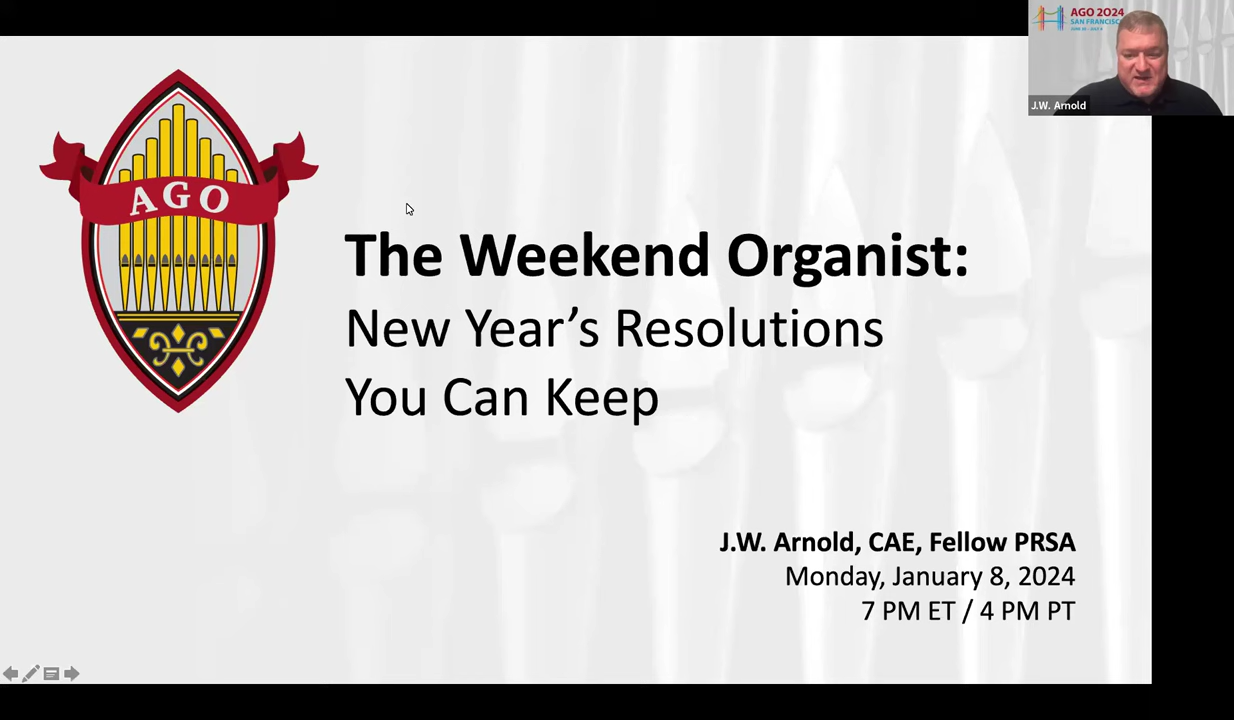 AGO 2024
SAN FRANCISCO
J.W. Arnold
AGO
The Weekend Organist:
New Year’s Resolutions
You Can Keep
J.W. Arnold, CAE, Fellow PRSA
Monday, January 8, 2024
7 PM ET / 4 PM PT